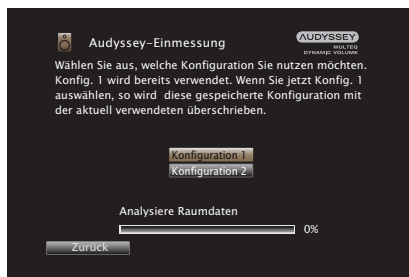 Audyssey-Einmessung
AUDYSSEY
MULTEQ
DYNAMIC VOLUME
Wählen Sie aus, welche Konfiguration Sie nutzen möchten.
Konfig. 1 wird bereits verwendet. Wenn Sie jetzt Konfig. 1
auswählen, so wird diese gespeicherte Konfiguration mit
der aktuell verwendeten überschrieben.
Konfiguration 1
Konfiguration 2
Analysiere Raumdaten
0%
Zurück